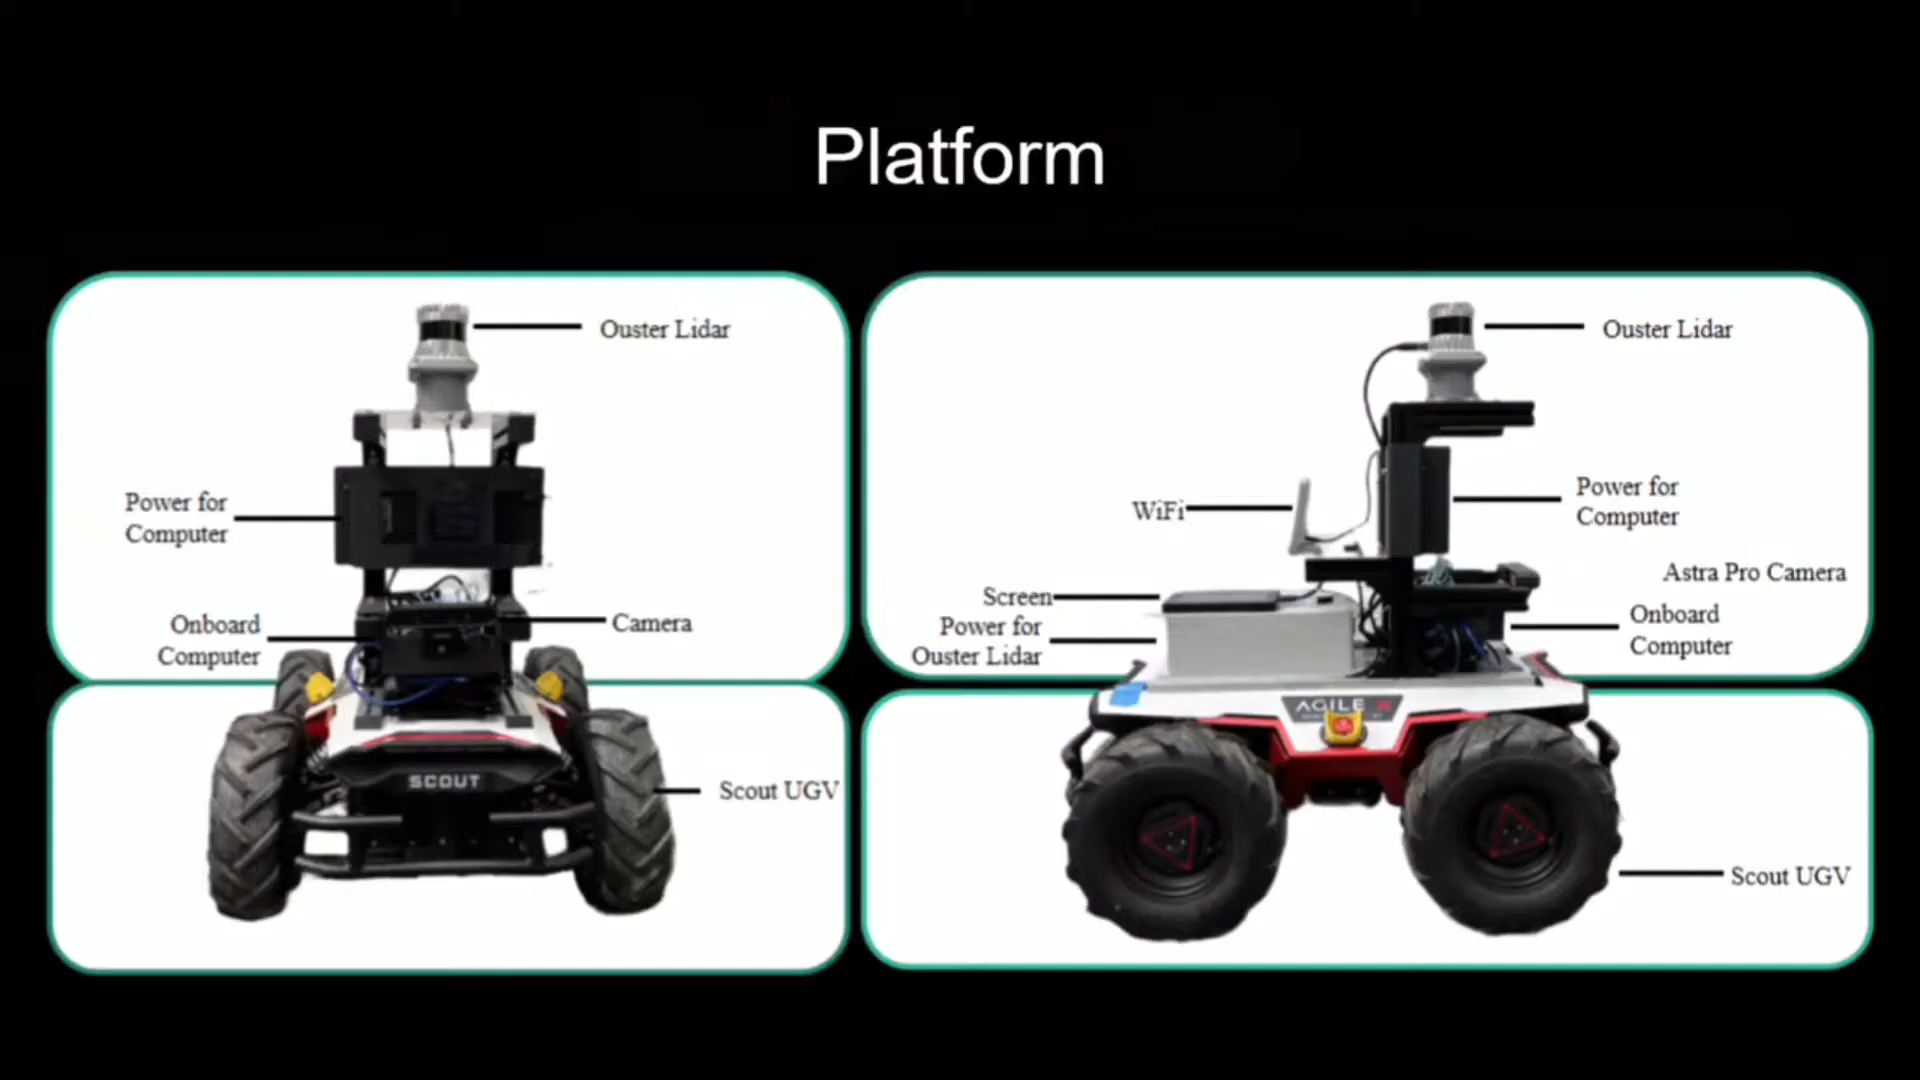 Platform
Ouster Lidar
Power for
Computer
Onboard
Computer
Camera
SCOUT
Scout UGV
Ouster Lidar
WiFi
Power for
Computer
Astra Pro Camera
Screen
Power for
Ouster Lidar
Onboard
Computer
AGILE X
Scout UGV